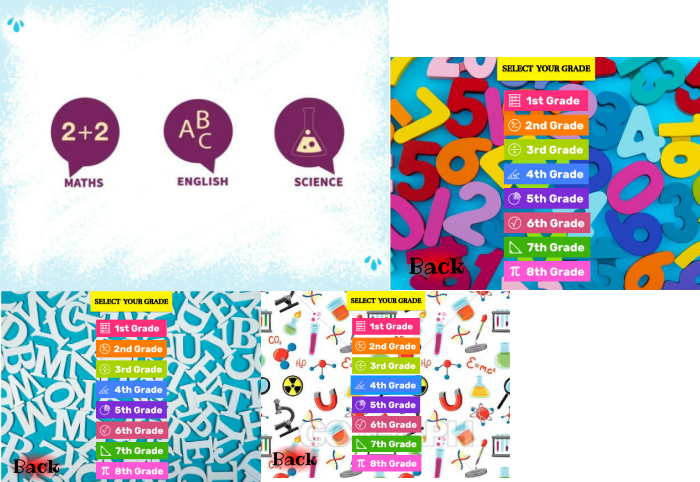 2+2
A B C
MATHS
ENGLISH
SCIENCE
SELECT YOUR GRADE
1st Grade
2nd Grade
3rd Grade
4th Grade
5th Grade
6th Grade
7th Grade
8th Grade
Back
SELECT YOUR GRADE
1st Grade
2nd Grade
3rd Grade
4th Grade
5th Grade
6th Grade
7th Grade
8th Grade
Back
SELECT YOUR GRADE
1st Grade
2nd Grade
3rd Grade
4th Grade
5th Grade
6th Grade
7th Grade
8th Grade
Back
CO₂
H₂O
E=mc²